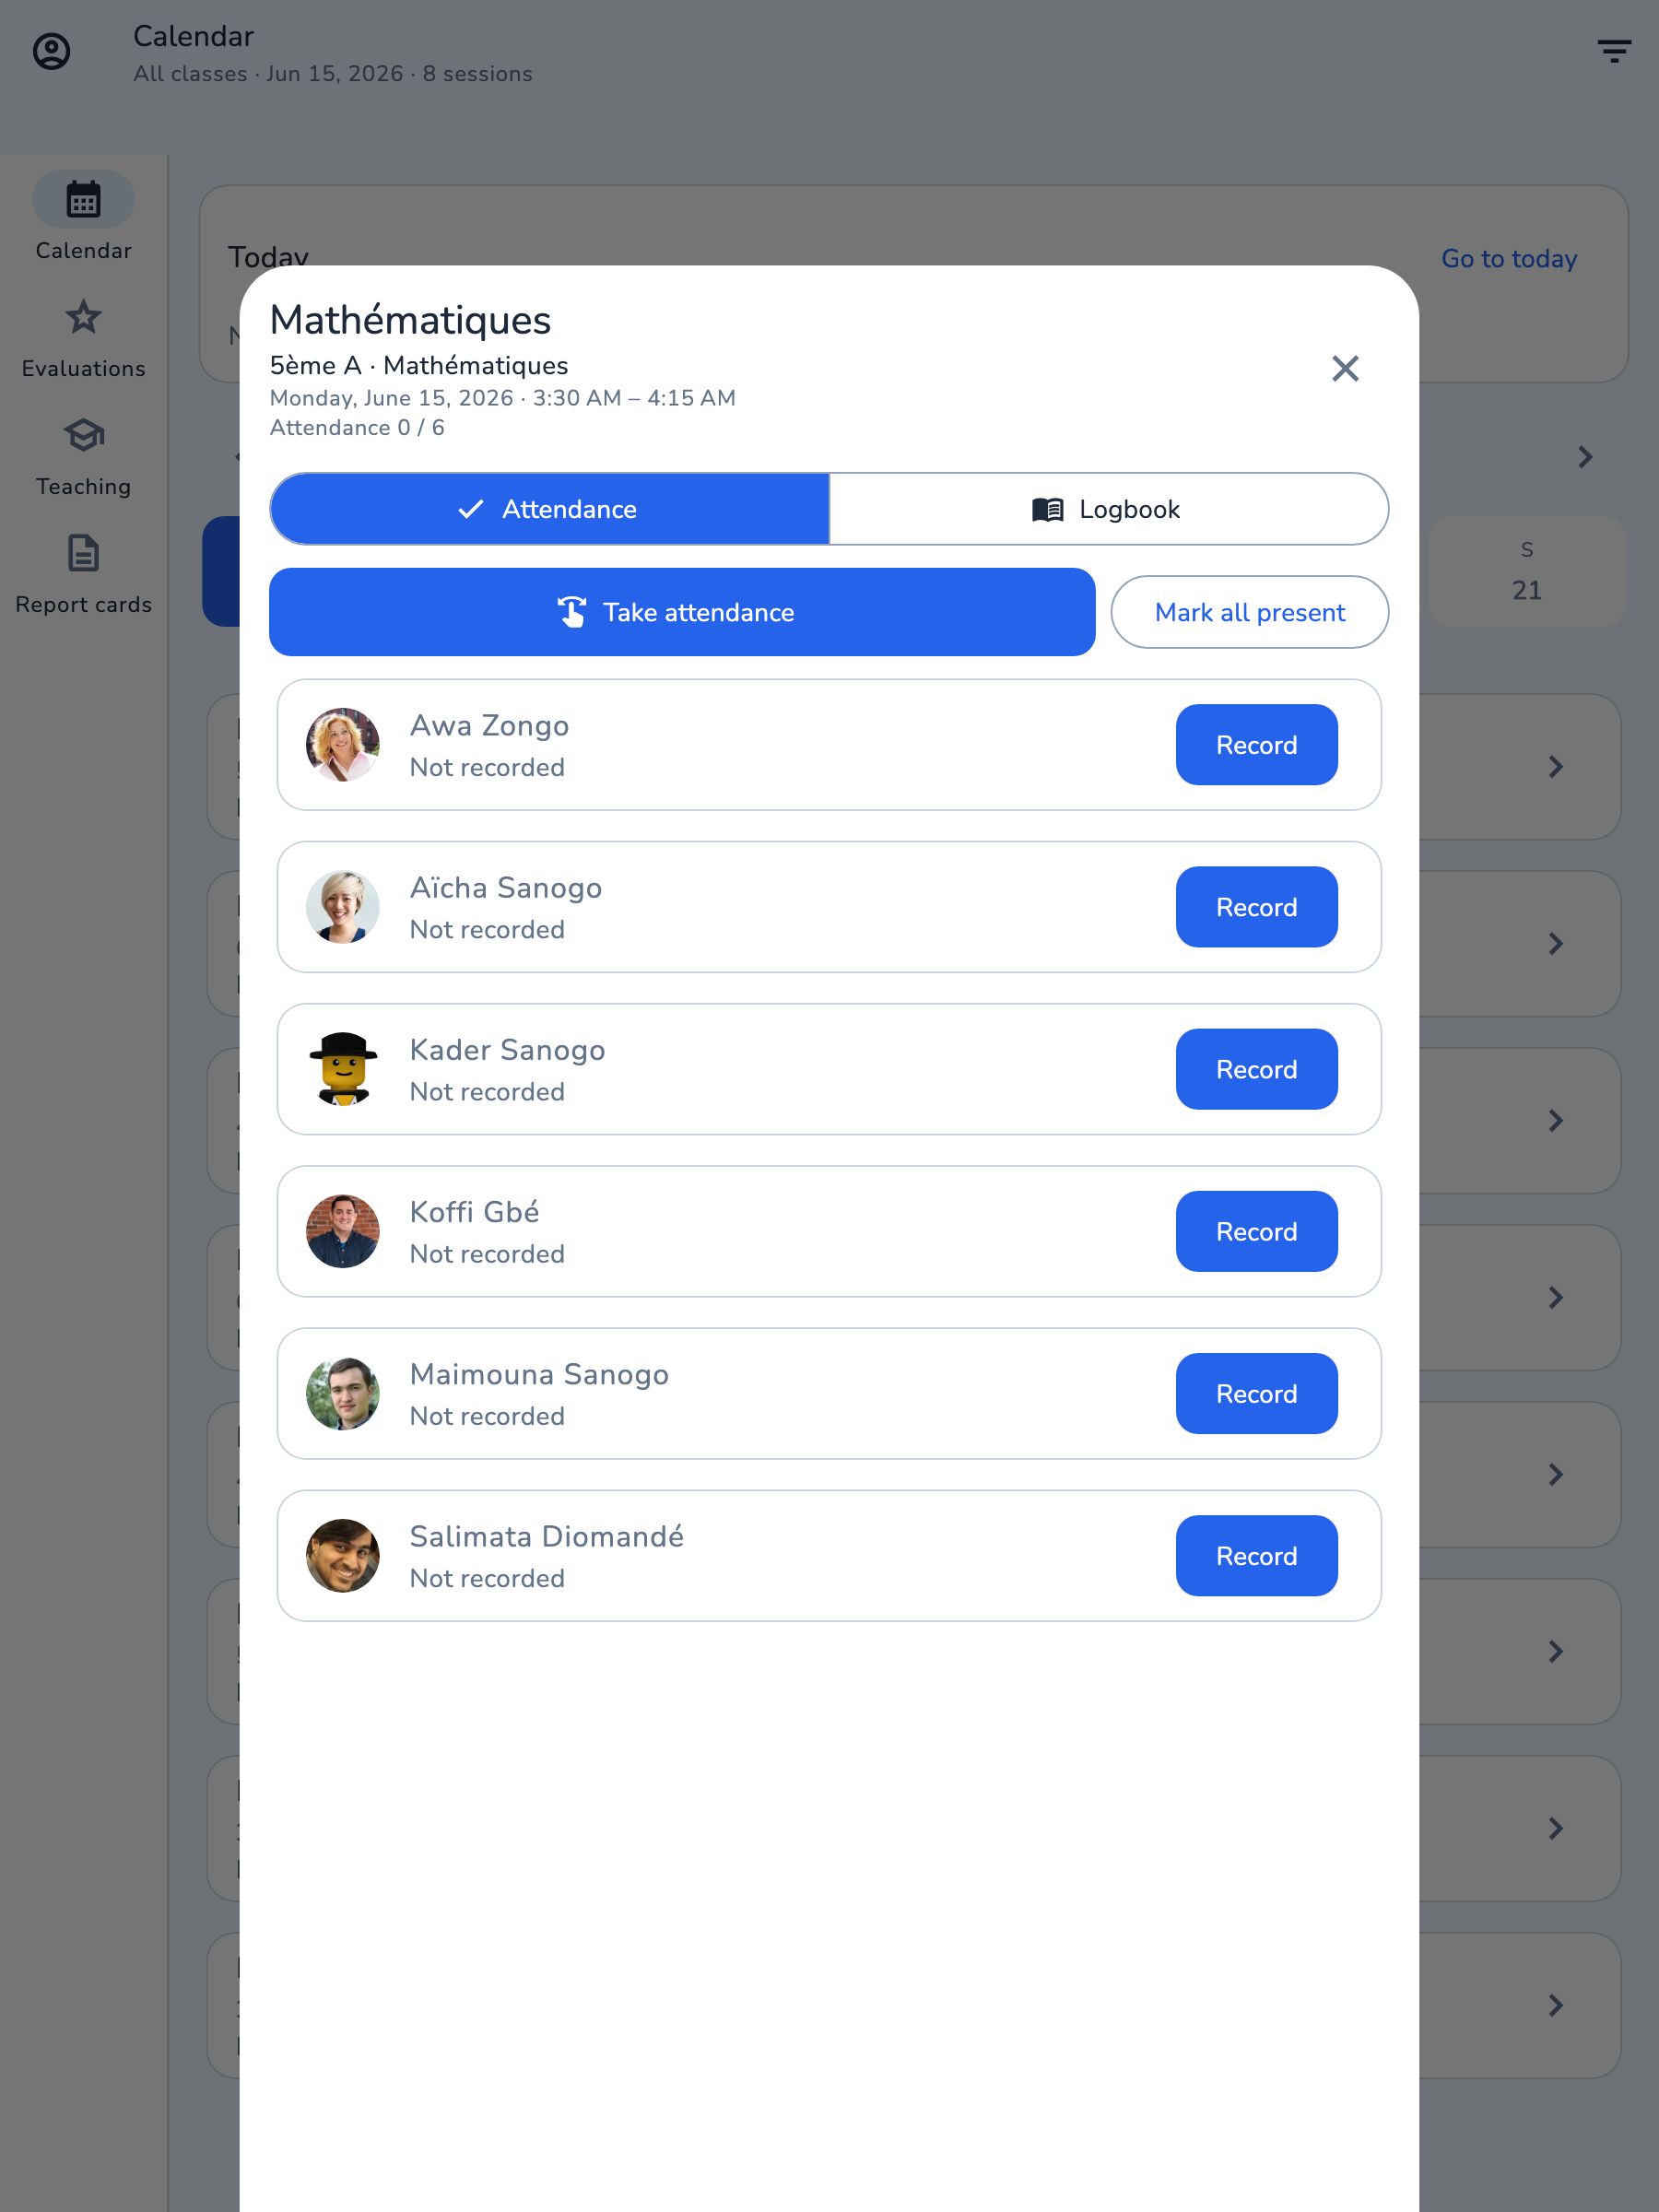 Calendar
All classes · Jun 15, 2026 · 8 sessions
Calendar
Evaluations
Teaching
Report cards
Today
Go to today
S
21
Mathématiques
5ème A · Mathématiques
Monday, June 15, 2026 · 3:30 AM – 4:15 AM
Attendance 0 / 6
Attendance
Logbook
Take attendance
Mark all present
Awa Zongo
Not recorded
Record
Aïcha Sanogo
Not recorded
Record
Kader Sanogo
Not recorded
Record
Koffi Gbé
Not recorded
Record
Maimouna Sanogo
Not recorded
Record
Salimata Diomandé
Not recorded
Record